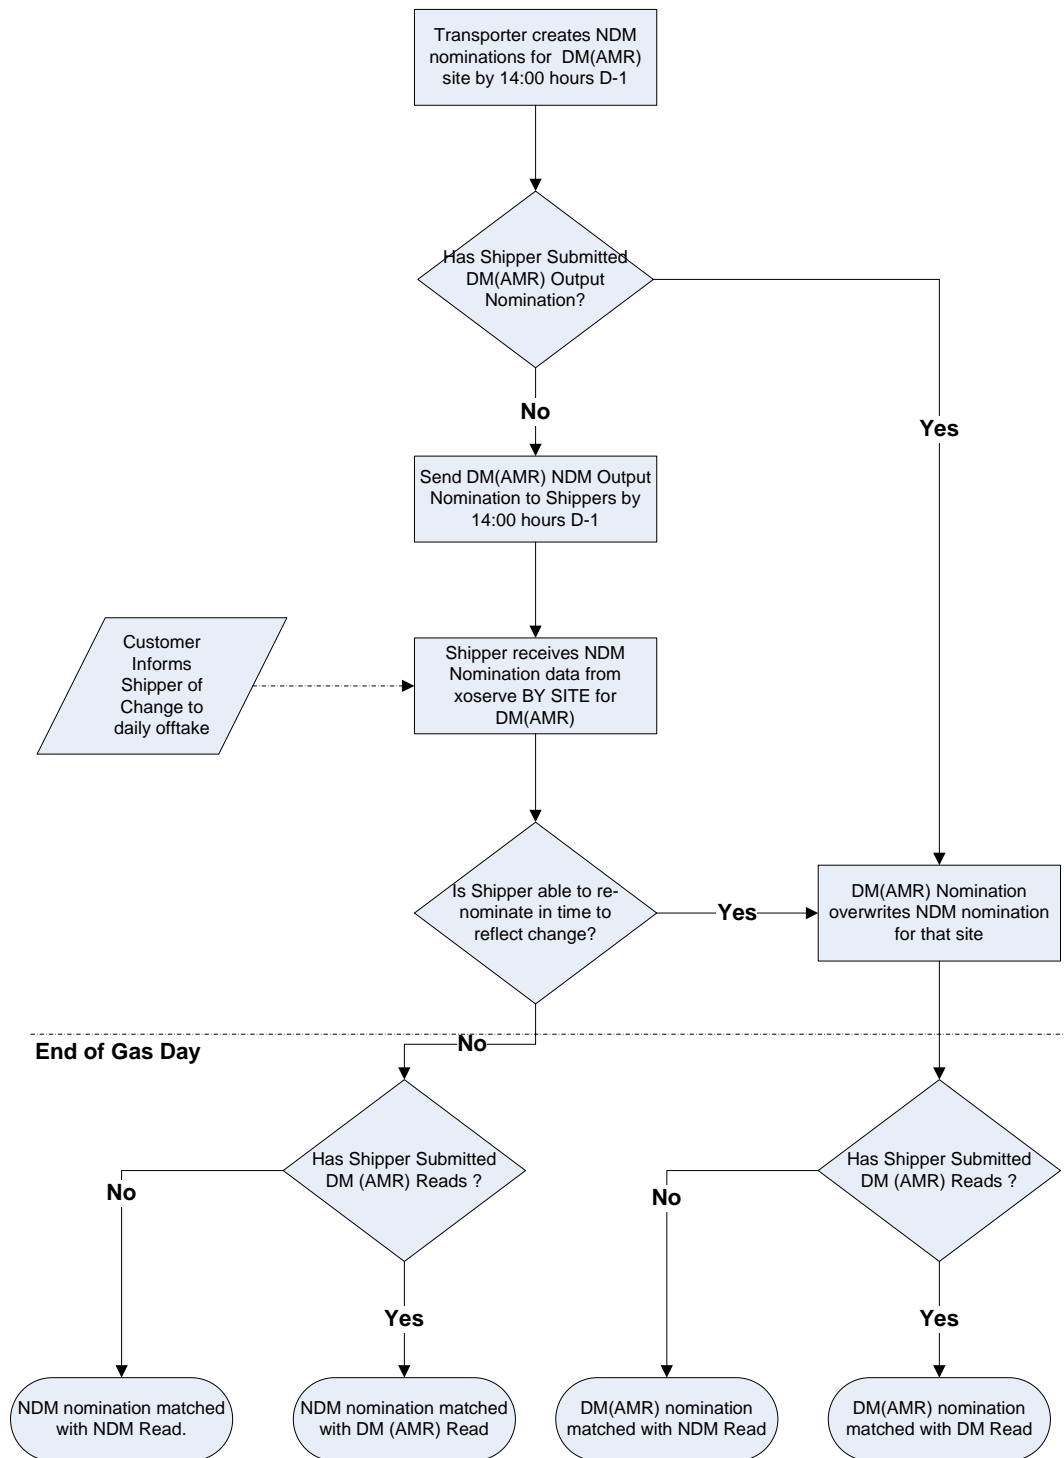 Transporter creates NDM
nominations for  DM(AMR)
site by 14:00 hours D-1
Has Shipper Submitted
DM(AMR) Output
Nomination?
No
Yes
Send DM(AMR) NDM Output
Nomination to Shippers by
14:00 hours D-1
Customer
Informs
Shipper of
Change to
daily offtake
Shipper receives NDM
Nomination data from
xoserve BY SITE for
DM(AMR)
Is Shipper able to re-
nominate in time to
reflect change?
Yes
DM(AMR) Nomination
overwrites NDM nomination
for that site
No
End of Gas Day
Has Shipper Submitted
DM (AMR) Reads ?
Has Shipper Submitted
DM (AMR) Reads ?
No
Yes
No
Yes
NDM nomination matched
with NDM Read.
NDM nomination matched
with DM (AMR) Read
DM(AMR) nomination
matched with NDM Read
DM(AMR) nomination
matched with DM Read